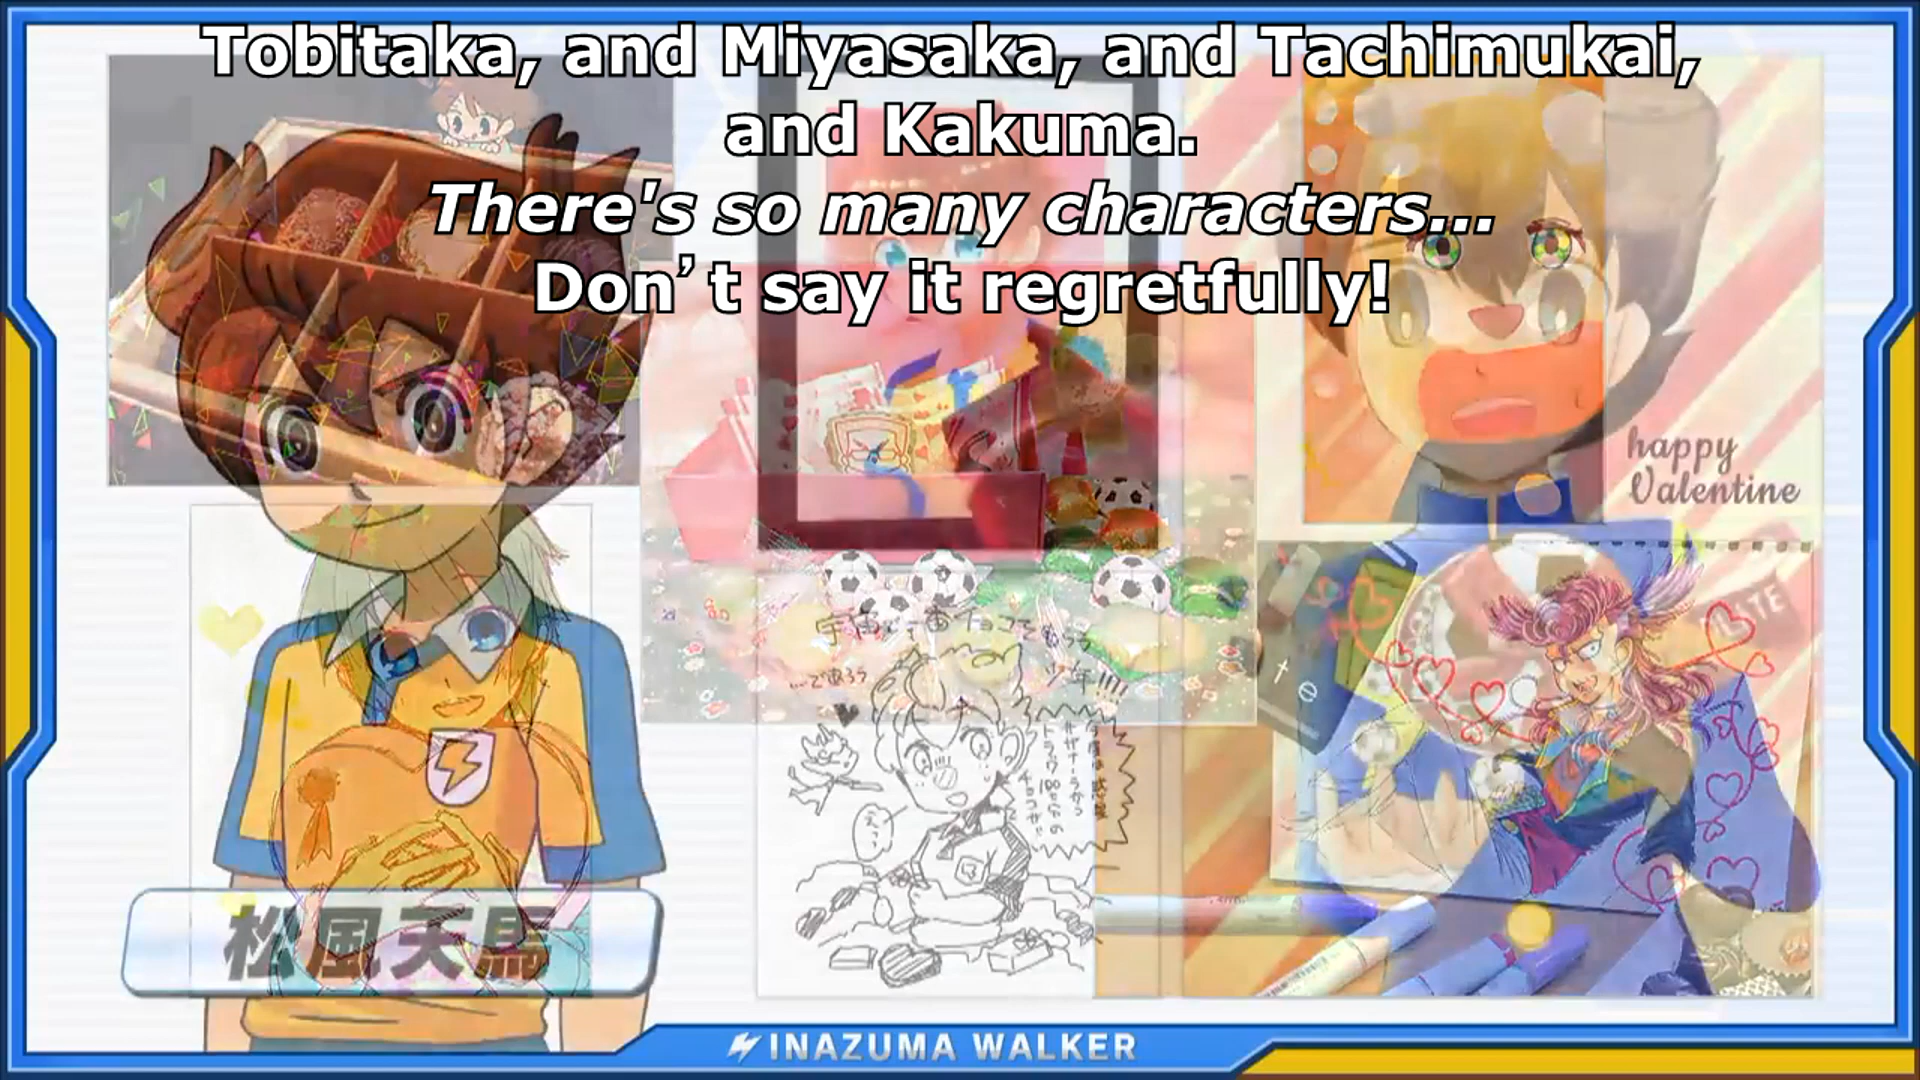 Tobitaka, and Miyasaka, and Tachimukai,
and Kakuma.
There's so many characters...
Don’t say it regretfully!
happy
Valentine
松風天馬
INAZUMA WALKER